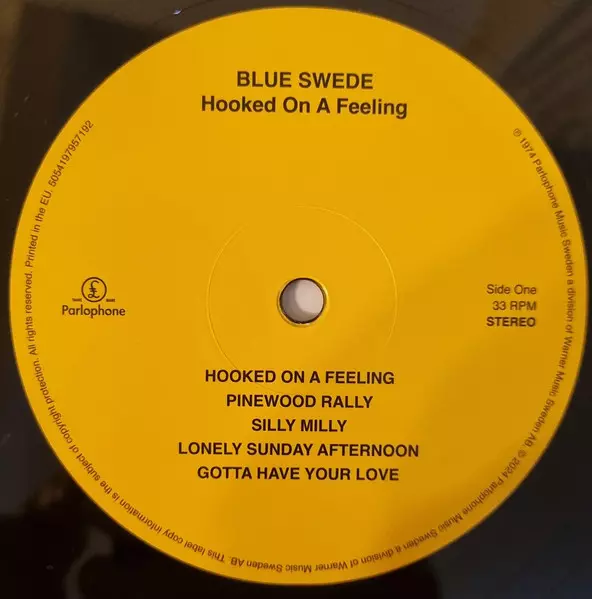 BLUE SWEDE
Hooked On A Feeling
℗ 1974 Parlophone Music Sweden a division of Warner Music Sweden AB. © 2024 Parlophone Music Sweden a division of Warner Music Sweden AB. This label copy information is the subject of copyright protection. All rights reserved. Printed in the EU. 5054197957192
£
Parlophone
Side One
33 RPM
STEREO
HOOKED ON A FEELING
PINEWOOD RALLY
SILLY MILLY
LONELY SUNDAY AFTERNOON
GOTTA HAVE YOUR LOVE